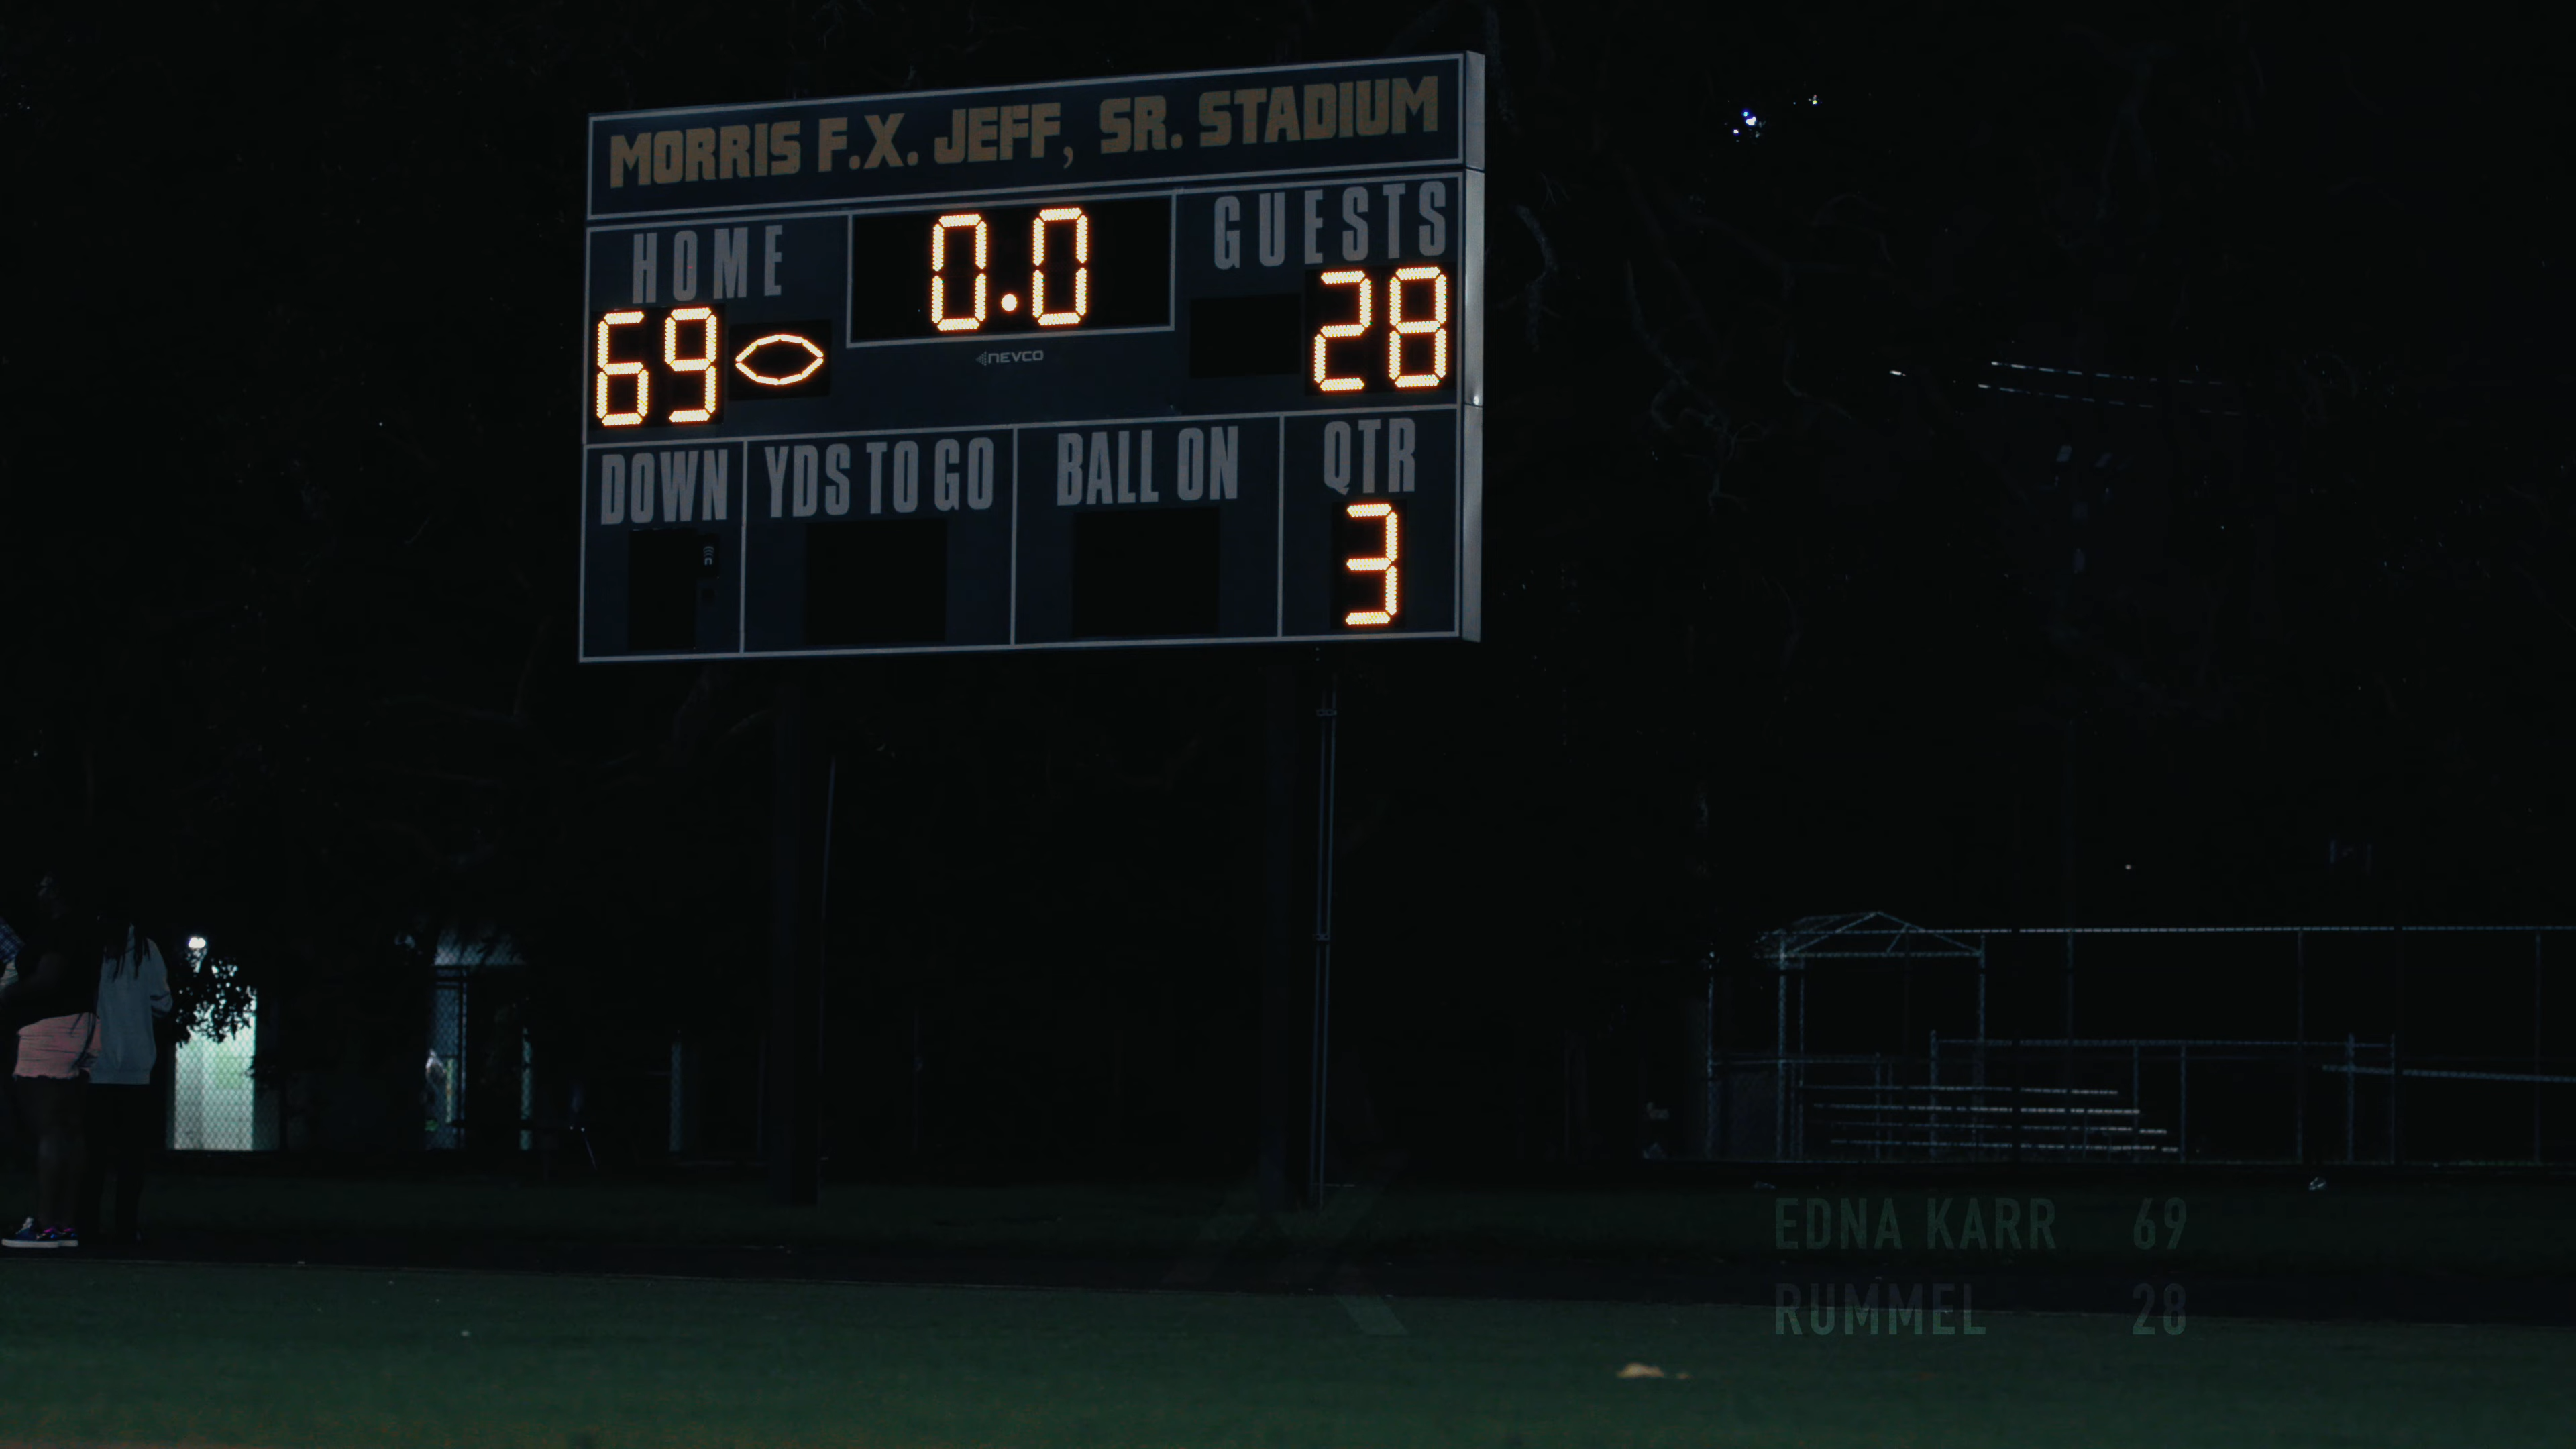 MORRIS F.X. JEFF, SR. STADIUM
HOME 0.0 GUESTS
69 28
NEVCO
DOWN YDS TO GO BALL ON QTR
3
EDNA KARR 69
RUMMEL 28